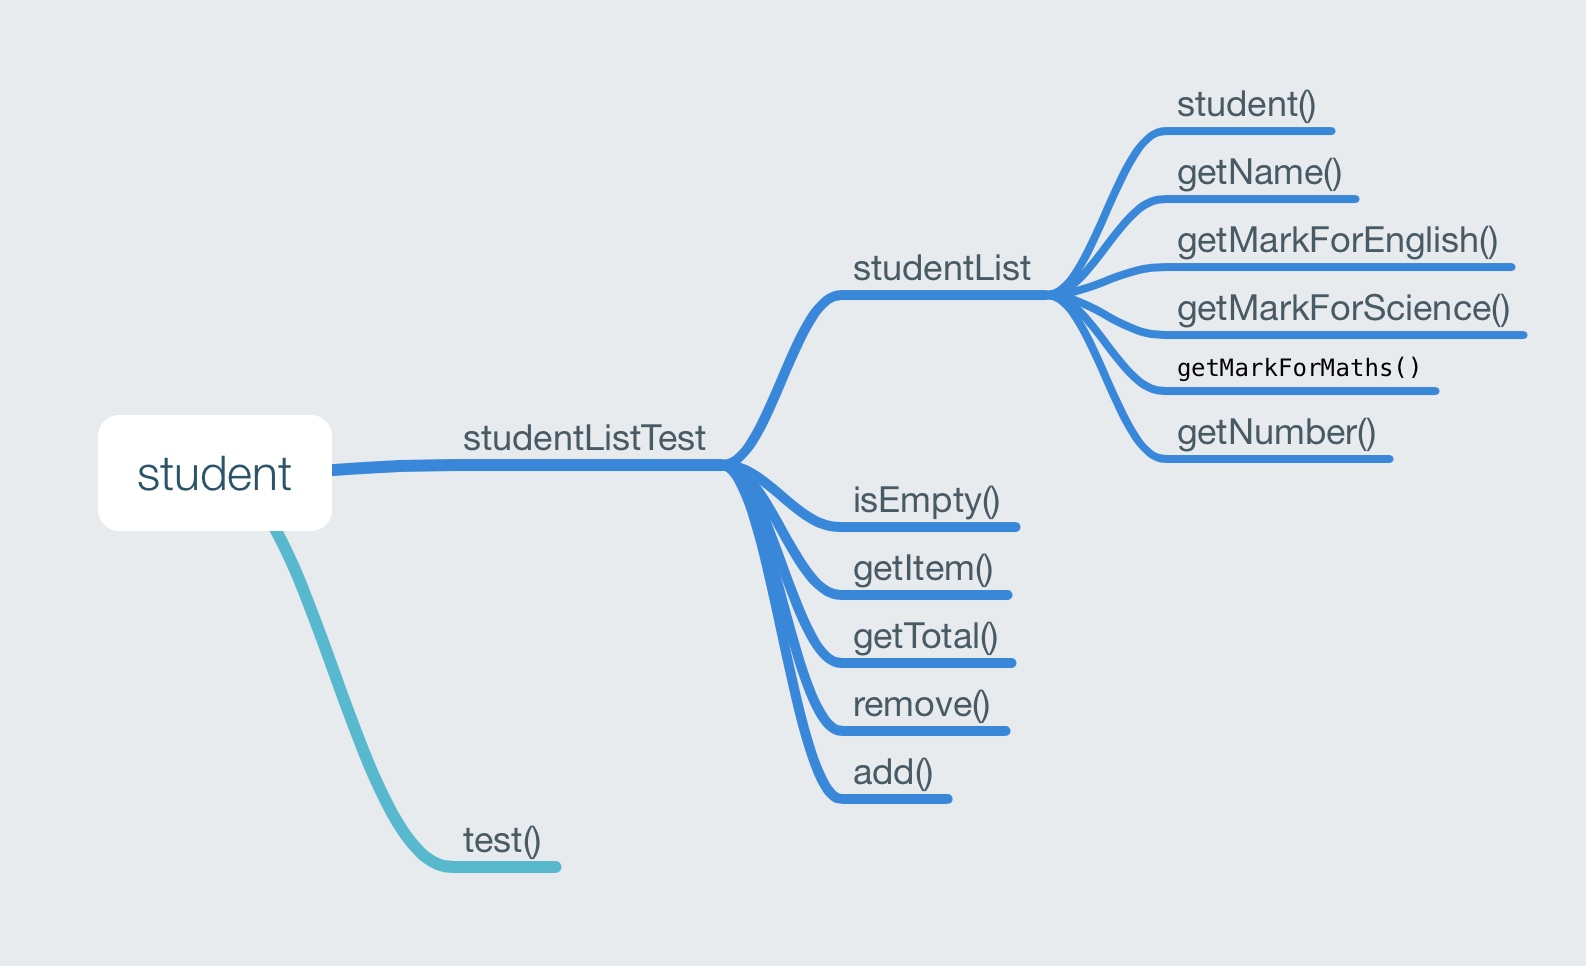 student
studentListTest
studentList
student()
getName()
getMarkForEnglish()
getMarkForScience()
getMarkForMaths()
getNumber()
isEmpty()
getItem()
getTotal()
remove()
add()
test()